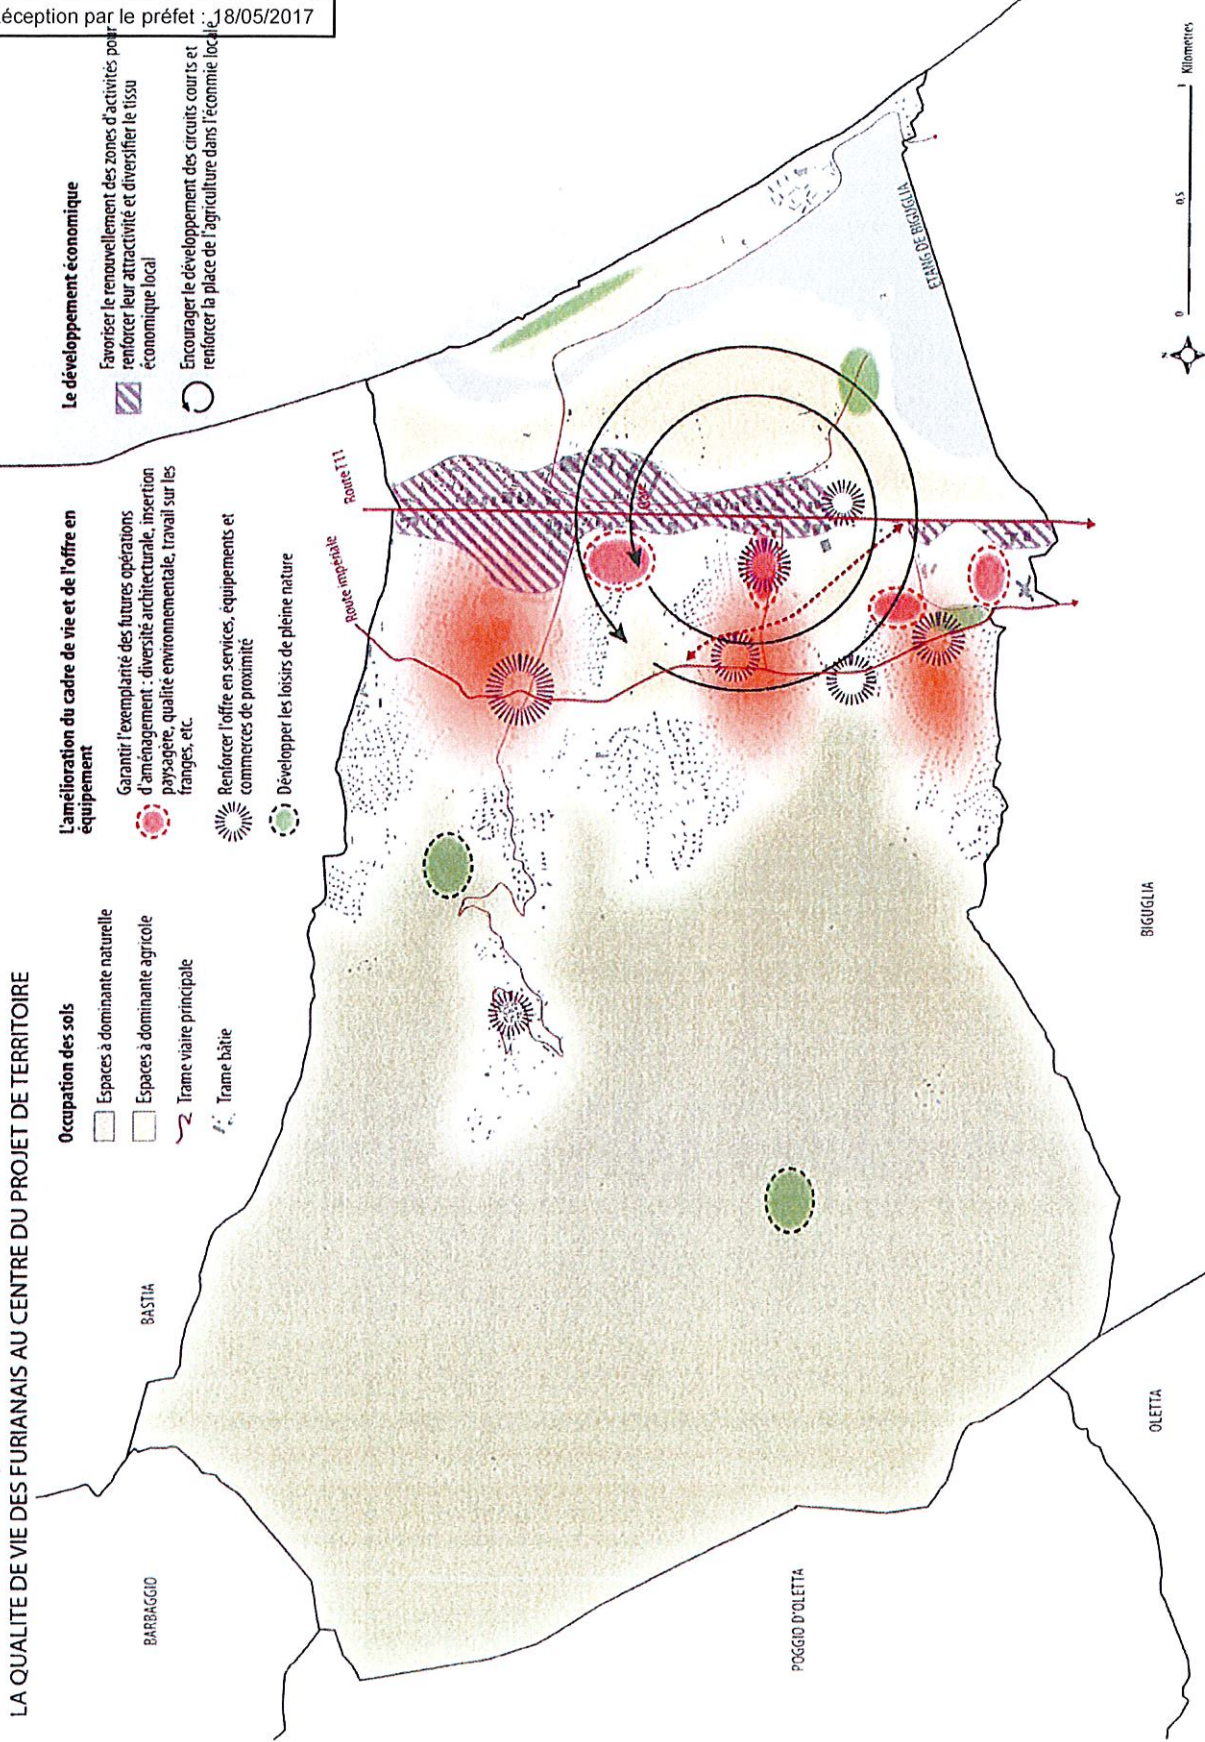 éception par le préfet : 18/05/2017
LA QUALITE DE VIE DES FURIANAIS AU CENTRE DU PROJET DE TERRITOIRE
Occupation des sols
Espaces à dominante naturelle
Espaces à dominante agricole
Trame viaire principale
Trame bâtie
L'amélioration du cadre de vie et de l'offre en
équipement
Garantir l'exemplarité des futures opérations
d'aménagement : diversité architecturale, insertion
paysagère, qualité environnementale, travail sur les
franges, etc.
Renforcer l'offre en services, équipements et
commerces de proximité
Développer les loisirs de pleine nature
Le développement économique
Favoriser le renouvellement des zones d'activités pour
renforcer leur attractivité et diversifier le tissu
économique local
Encourager le développement des circuits courts et
renforcer la place de l'agriculture dans l'éconmie locale
BARBAGGIO
BASTIA
Route impériale
Route T11
POGGIO D'OLETTA
OLETTA
BIGUGLIA
ETANG DE BIGUGLIA
N
0
0,5
1
Kilometres